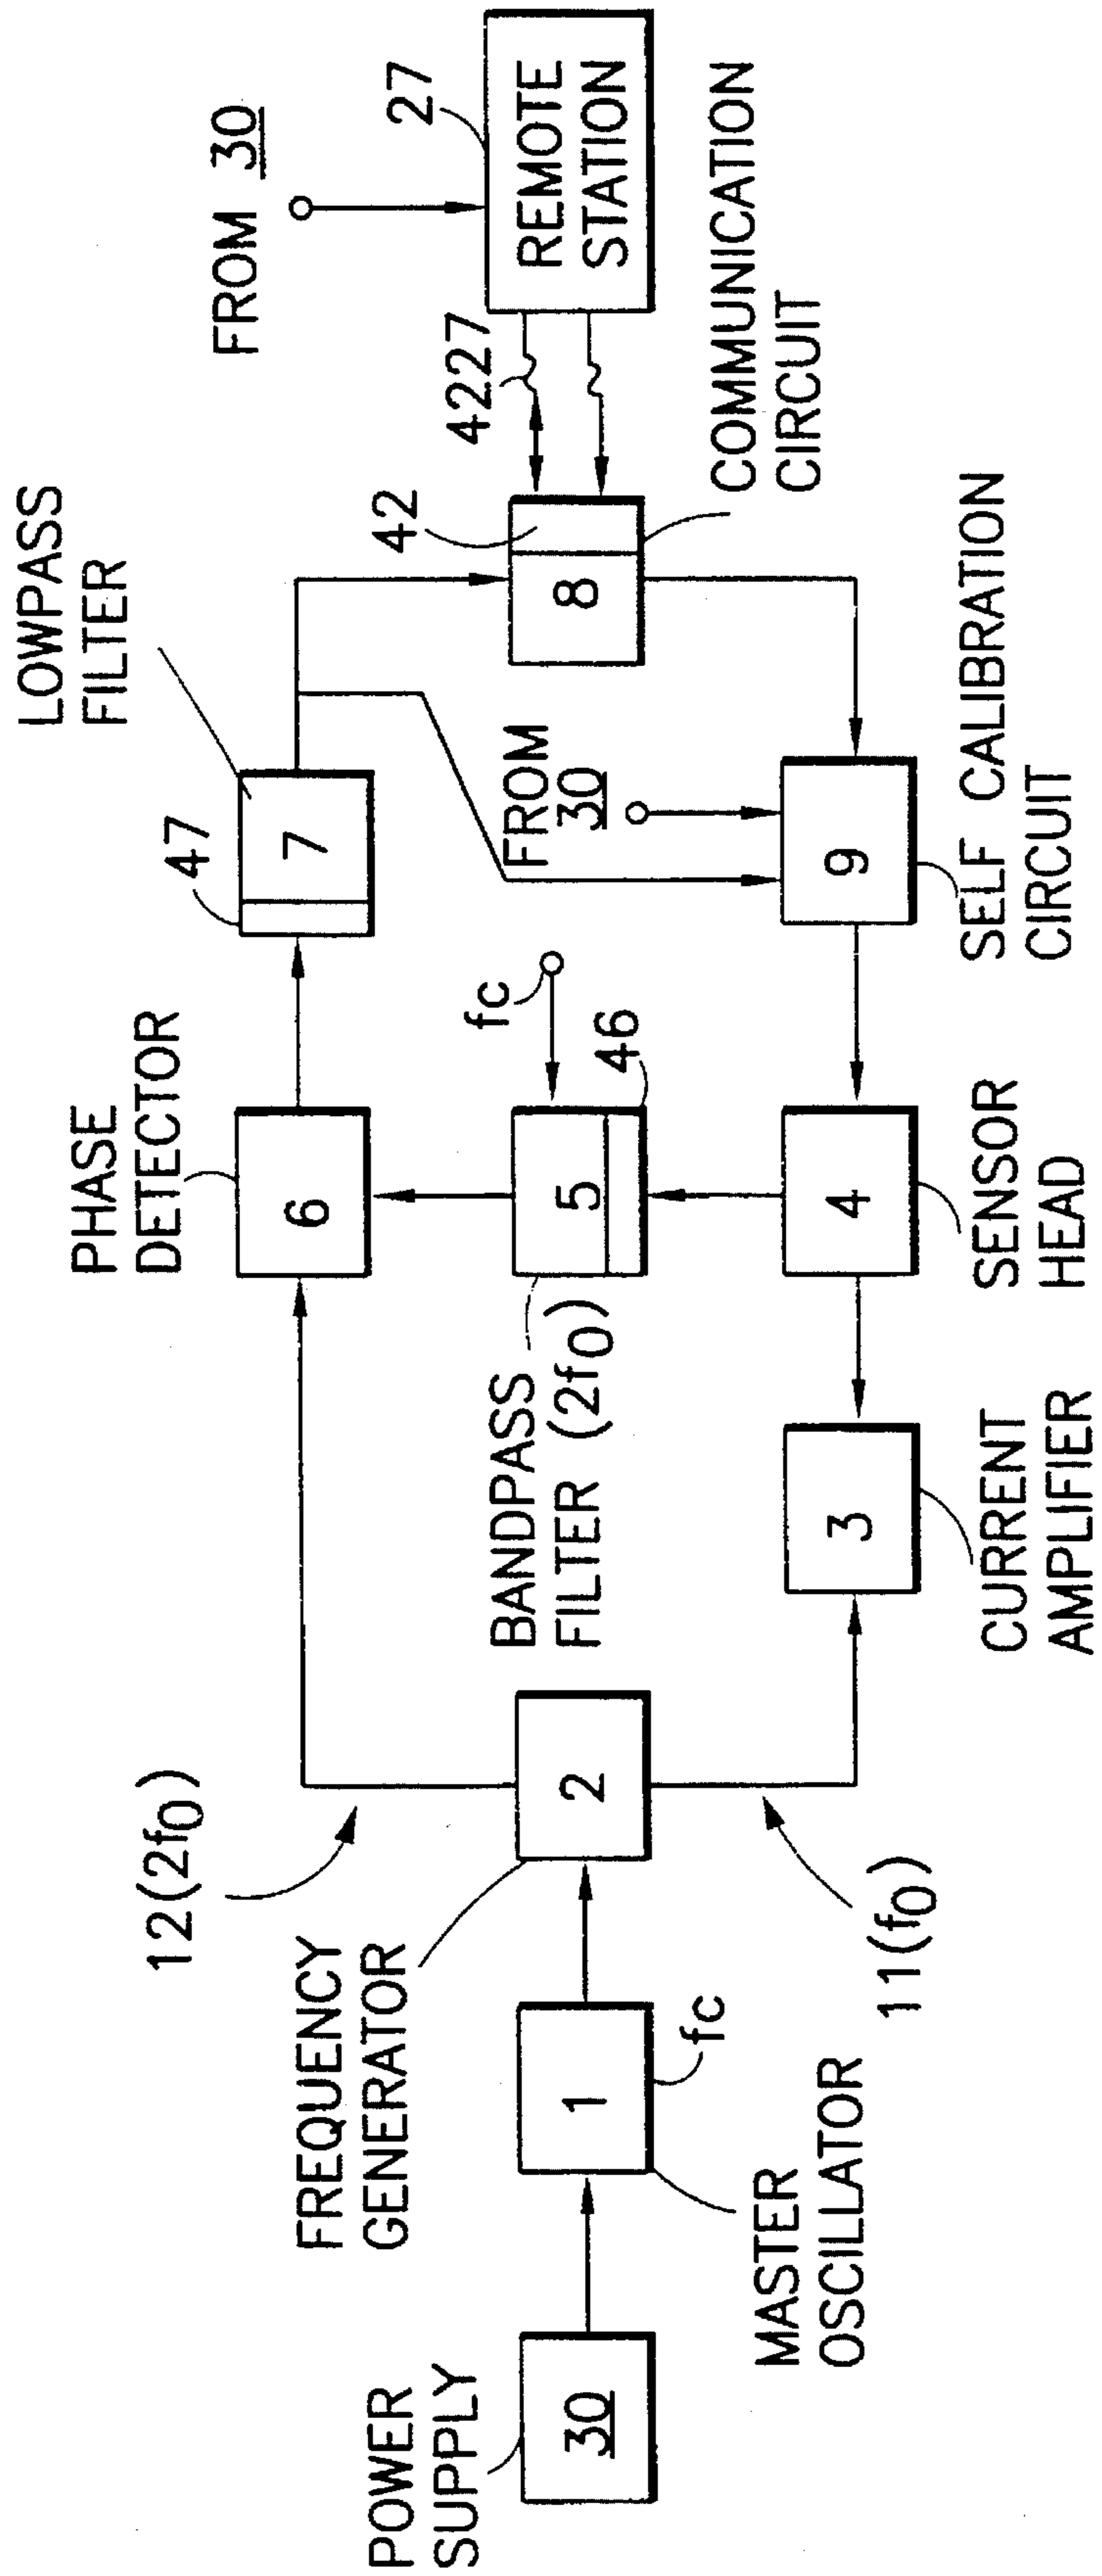 POWER
SUPPLY
30
MASTER
OSCILLATOR
1
fc
FREQUENCY
GENERATOR
2
12(2f0)
11(f0)
CURRENT
AMPLIFIER
3
BANDPASS
FILTER (2f0)
5
46
fc
SENSOR
HEAD
4
PHASE
DETECTOR
6
LOWPASS
FILTER
47
7
FROM
30
9
SELF CALIBRATION
CIRCUIT
42
8
COMMUNICATION
CIRCUIT
4227
FROM 30
27
REMOTE
STATION